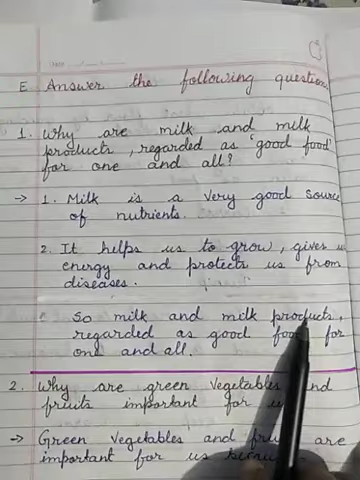 E Answer the following question
1. Why are milk and milk
products, regarded as 'good food'
for one and all?
→ 1. Milk is a very good source
of nutrients.
2. It helps us to grow, gives us
energy and protects us from
diseases.
So milk and milk products,
regarded as good food for
one and all.
2. Why are green vegetables and
fruits important for
→ Green vegetables and are
important for us